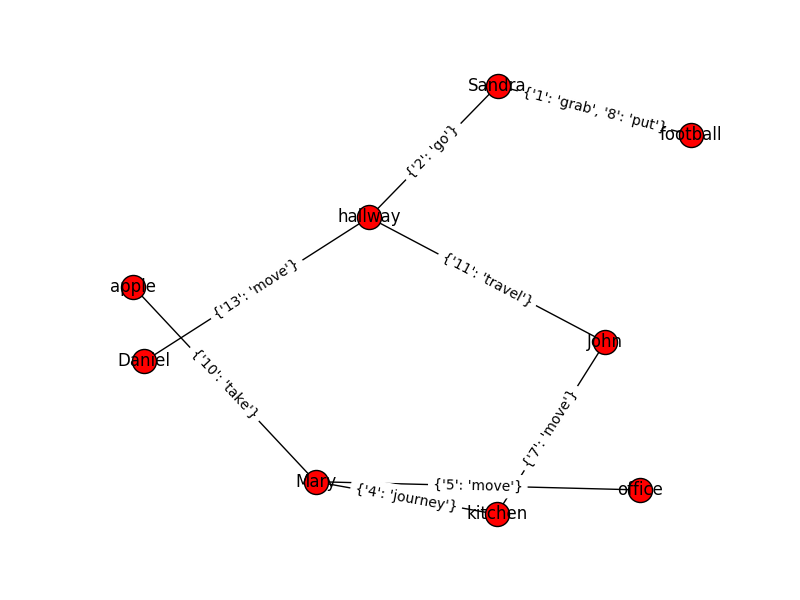 Sandra
{'1': 'grab', '8': 'put'}
football
{'2': 'go'}
hallway
{'11': 'travel'}
{'13': 'move'}
apple
Daniel
John
{'10': 'take'}
{'7': 'move'}
Mary
{'5': 'move'}
office
{'4': 'journey'}
kitchen